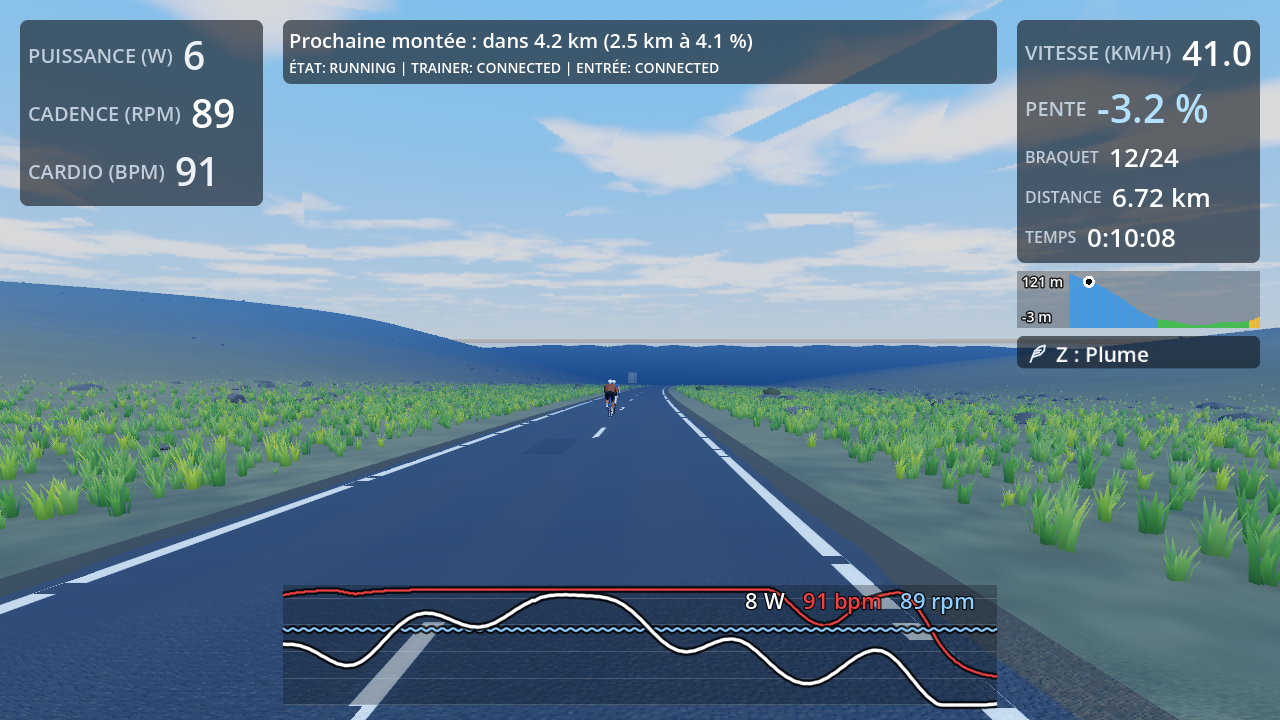 PUISSANCE (W) 6
CADENCE (RPM) 89
CARDIO (BPM) 91
Prochaine montée : dans 4.2 km (2.5 km à 4.1 %)
ÉTAT: RUNNING | TRAINER: CONNECTED | ENTRÉE: CONNECTED
VITESSE (KM/H) 41.0
PENTE -3.2 %
BRAQUET 12/24
DISTANCE 6.72 km
TEMPS 0:10:08
121 m
-3 m
Z : Plume
8 W 91 bpm 89 rpm